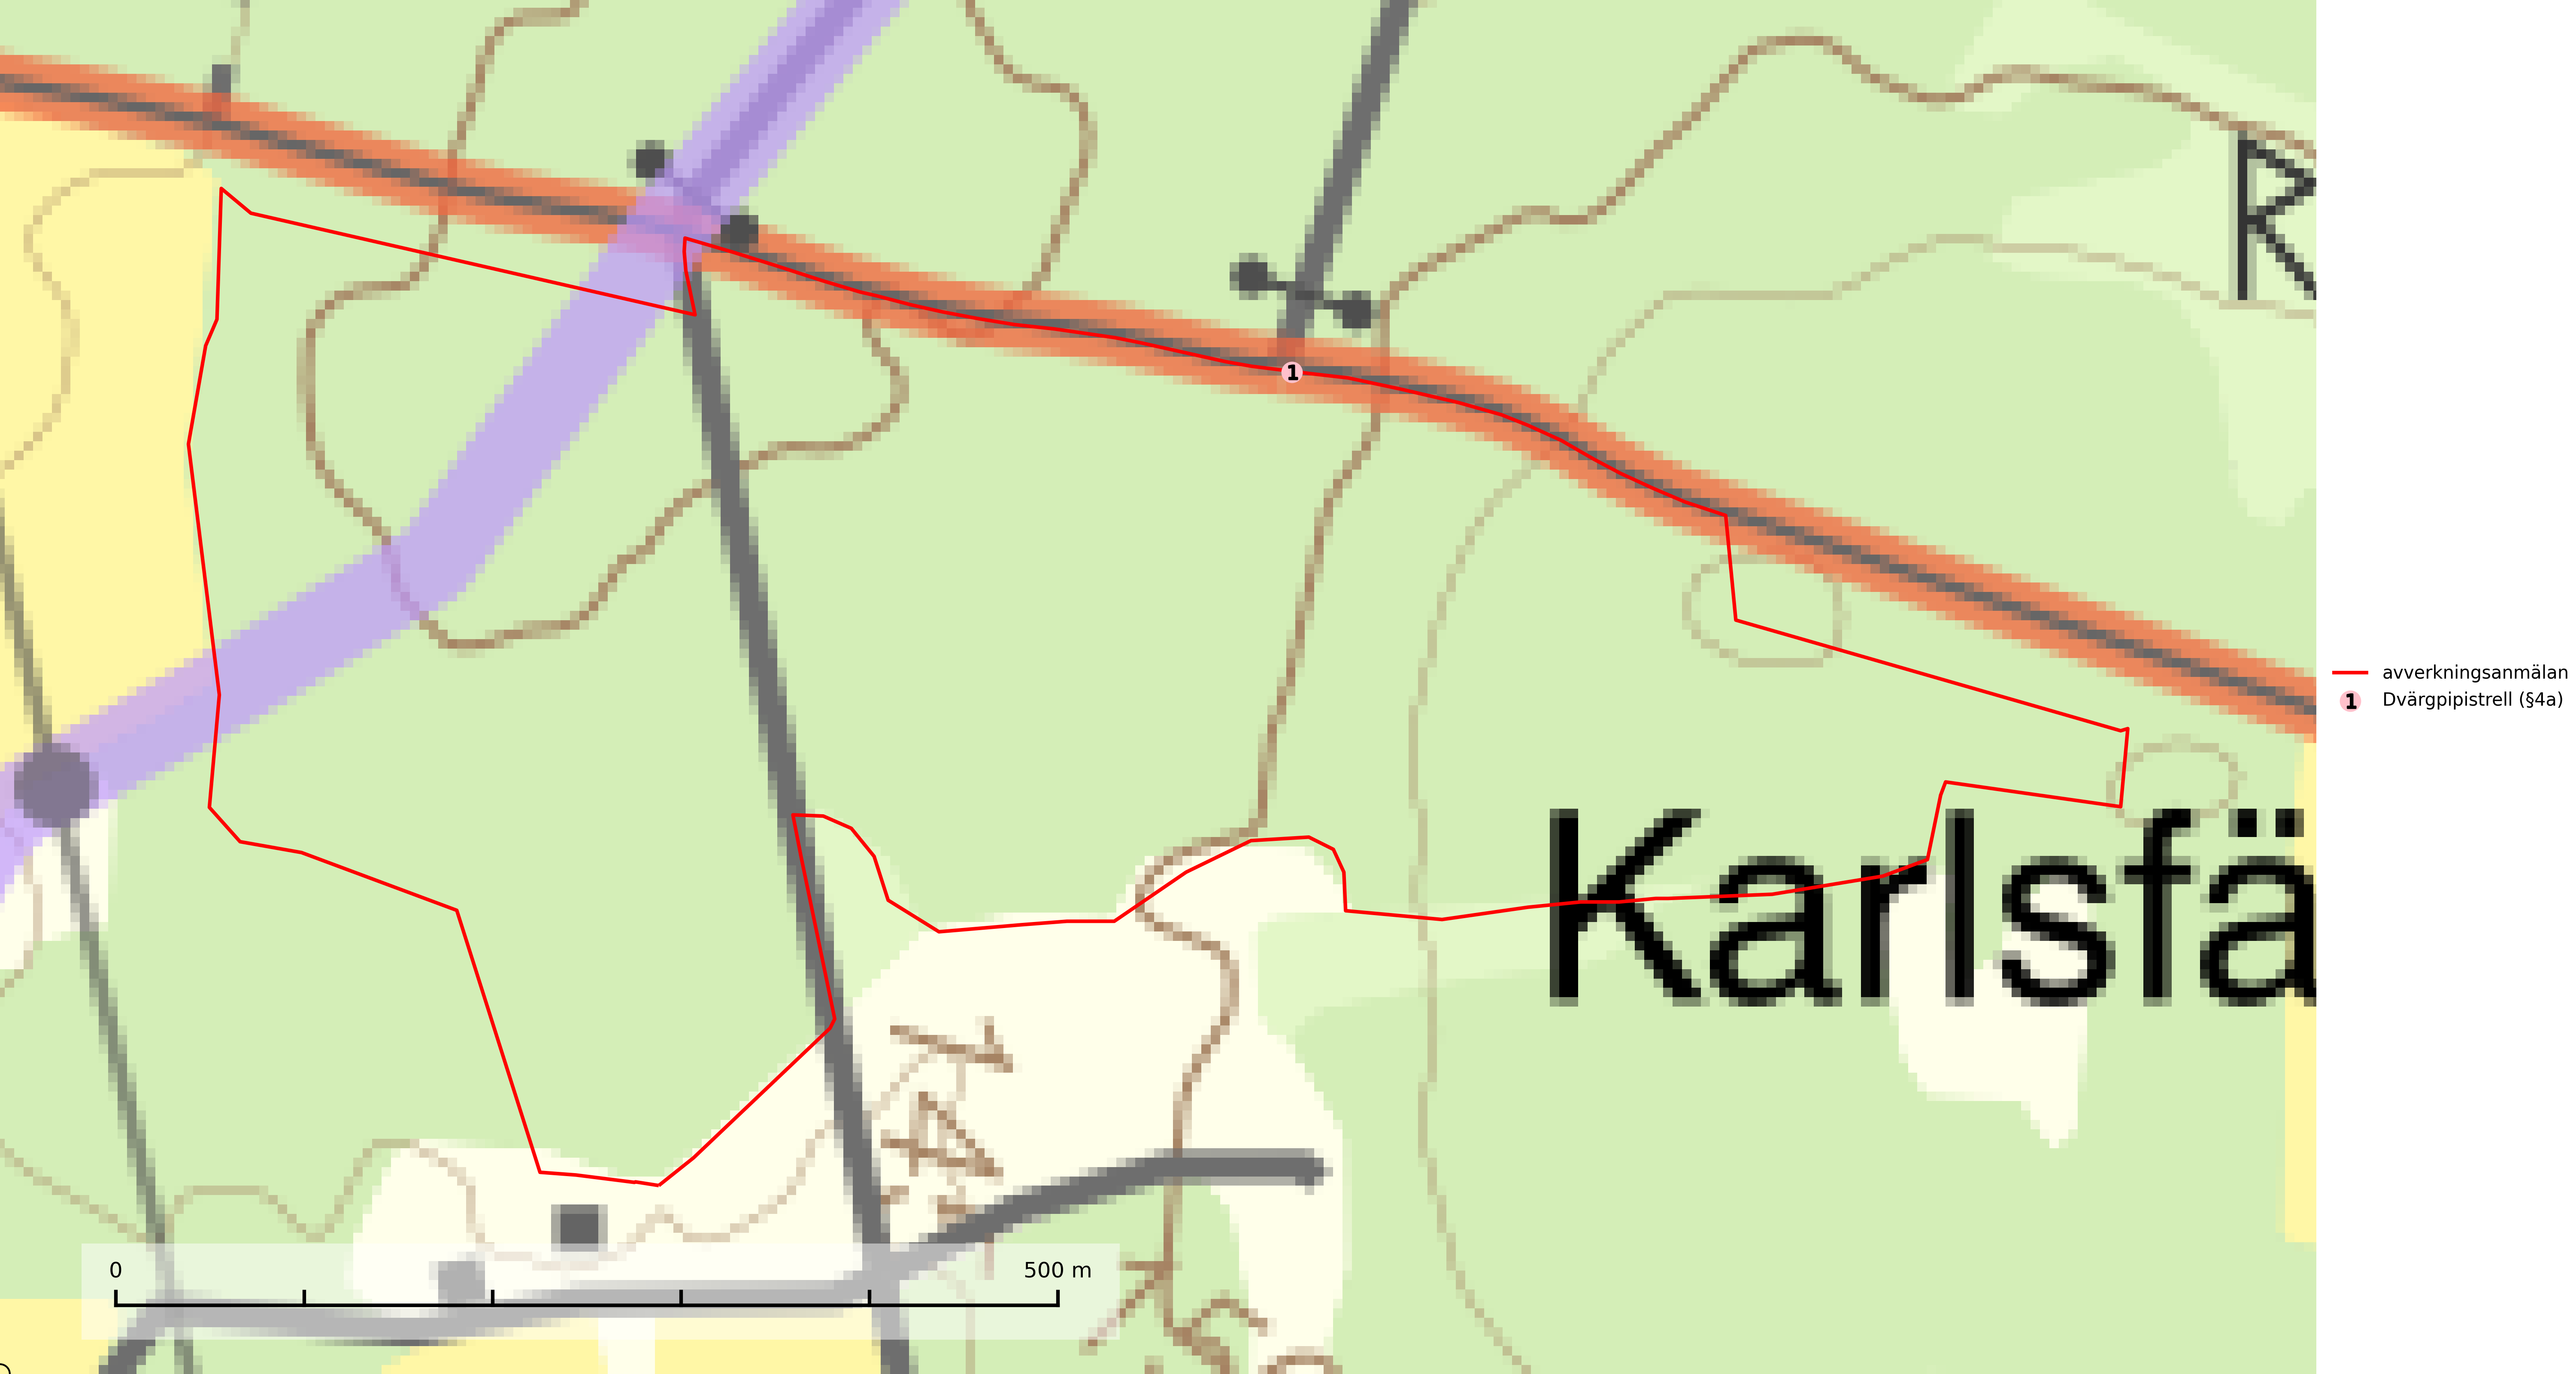 R
1
Karlsfä
0 500 m
avverkningsanmälan
1 Dvärgpipistrell (§4a)